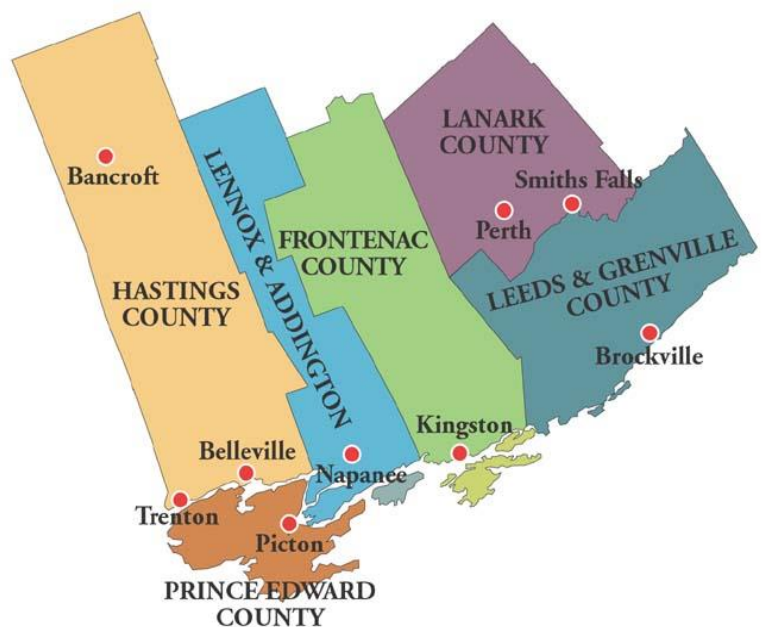 LANARK
COUNTY
Bancroft
Smiths Falls
LENNOX & ADDINGTON
Perth
FRONTENAC
COUNTY
LEEDS & GRENVILLE
COUNTY
HASTINGS
COUNTY
Brockville
Kingston
Belleville
Napanee
Trenton
Picton
PRINCE EDWARD
COUNTY